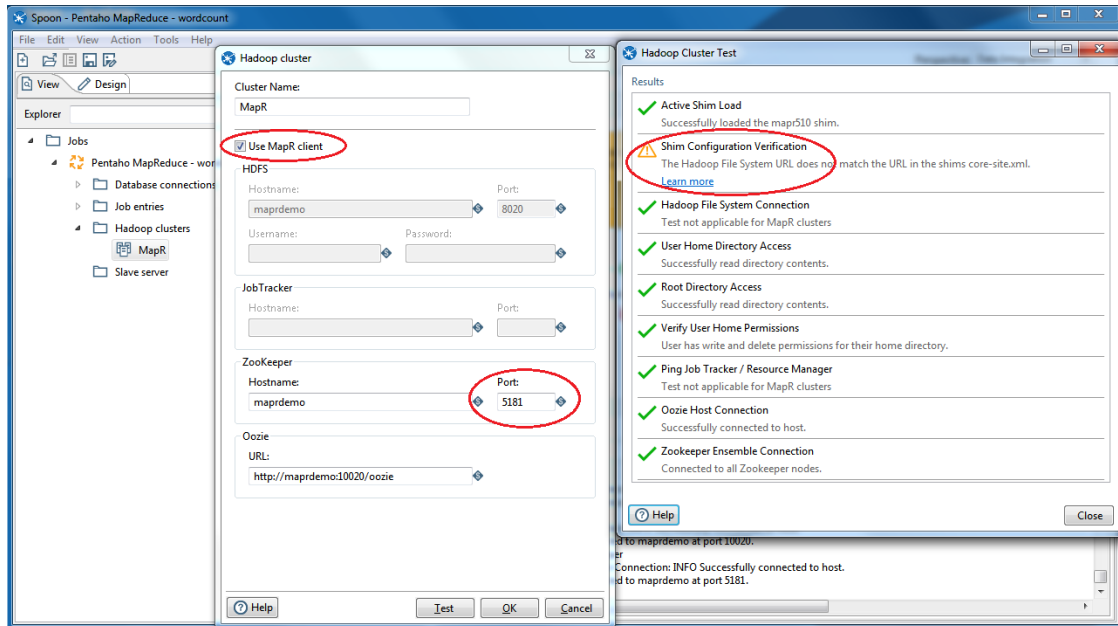 Spoon - Pentaho MapReduce - wordcount
File Edit View Action Tools Help
View
Design
Explorer
Jobs
Pentaho MapReduce - wor
Database connections
Job entries
Hadoop clusters
MapR
Slave server
Hadoop cluster
Cluster Name:
MapR
Use MapR client
HDFS
Hostname: Port:
maprdemo 8020
Username: Password:
JobTracker
Hostname: Port:
ZooKeeper
Hostname: Port:
maprdemo 5181
Oozie
URL:
http://maprdemo:10020/oozie
Help Test OK Cancel
Hadoop Cluster Test
Results
Active Shim Load
Successfully loaded the mapr510 shim.
Shim Configuration Verification
The Hadoop File System URL does not match the URL in the shims core-site.xml.
Learn more
Hadoop File System Connection
Test not applicable for MapR clusters
User Home Directory Access
Successfully read directory contents.
Root Directory Access
Successfully read directory contents.
Verify User Home Permissions
User has write and delete permissions for their home directory.
Ping Job Tracker / Resource Manager
Test not applicable for MapR clusters
Oozie Host Connection
Successfully connected to host.
Zookeeper Ensemble Connection
Connected to all Zookeeper nodes.
Help Close
d to maprdemo at port 10020.
er
Connection: INFO Successfully connected to host.
ed to maprdemo at port 5181.